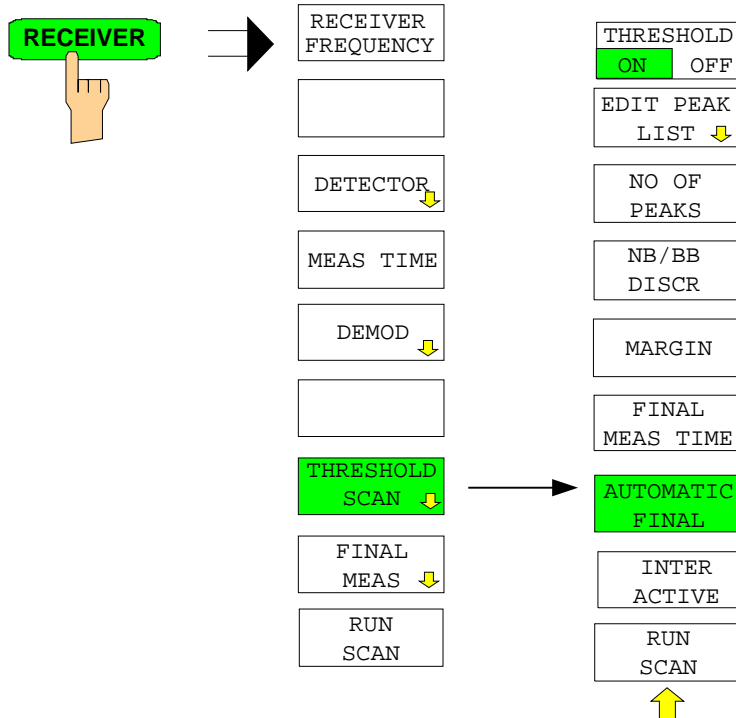 RECEIVER
RECEIVER
FREQUENCY
DETECTOR
MEAS TIME
DEMOD
THRESHOLD
SCAN
FINAL
MEAS
RUN
SCAN
THRESHOLD
ON OFF
EDIT PEAK
LIST
NO OF
PEAKS
NB/BB
DISCR
MARGIN
FINAL
MEAS TIME
AUTOMATIC
FINAL
INTER
ACTIVE
RUN
SCAN